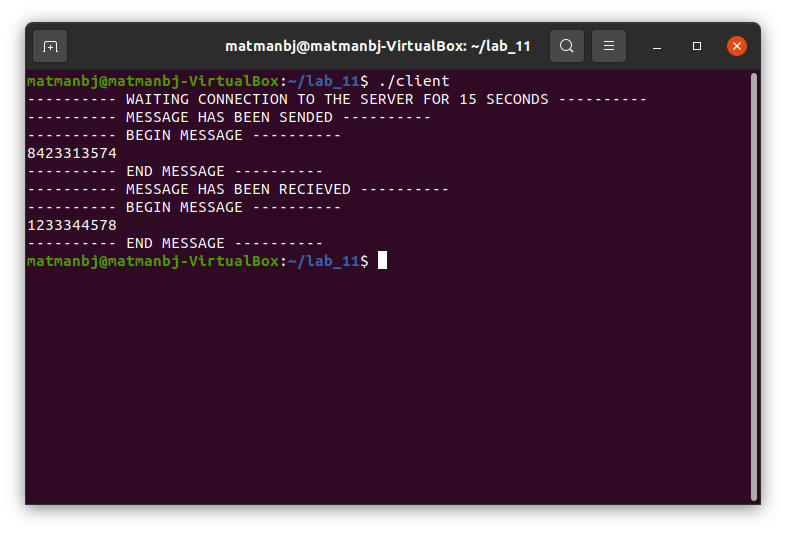 matmanbj@matmanbj-VirtualBox: ~/lab_11
matmanbj@matmanbj-VirtualBox:~/lab_11$ ./client
---------- WAITING CONNECTION TO THE SERVER FOR 15 SECONDS ----------
---------- MESSAGE HAS BEEN SENDED ----------
---------- BEGIN MESSAGE ----------
8423313574
---------- END MESSAGE ----------
---------- MESSAGE HAS BEEN RECIEVED ----------
---------- BEGIN MESSAGE ----------
1233344578
---------- END MESSAGE ----------
matmanbj@matmanbj-VirtualBox:~/lab_11$